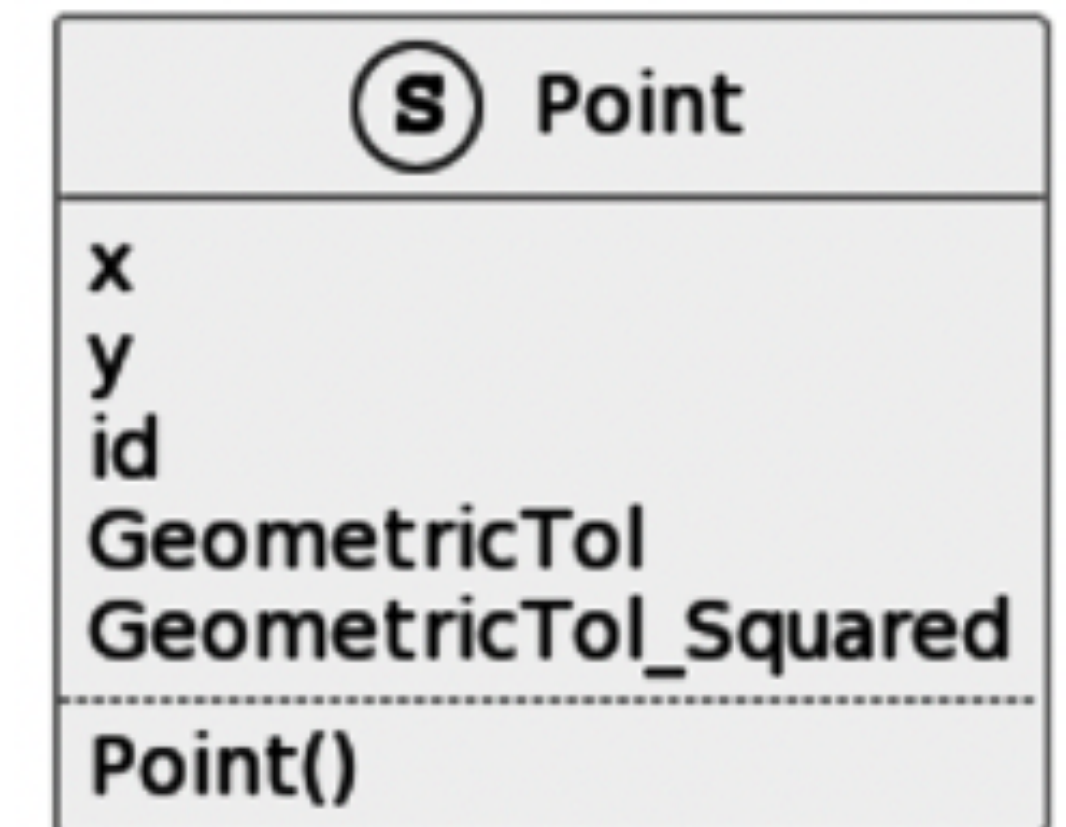 S Point
x
y
id
GeometricTol
GeometricTol_Squared
Point()